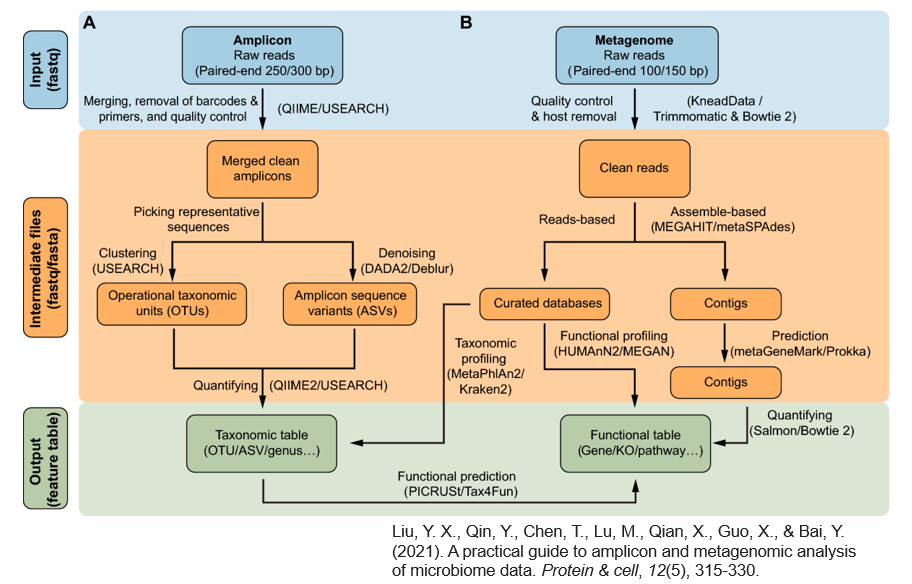 A
B
Input
(fastq)
Amplicon
Raw reads
(Paired-end 250/300 bp)
Metagenome
Raw reads
(Paired-end 100/150 bp)
Merging, removal of barcodes &
primers, and quality control
(QIIME/USEARCH)
Quality control
& host removal
(KneadData /
Trimmomatic & Bowtie 2)
Intermediate files
(fastq/fasta)
Merged clean
amplicons
Clean reads
Picking representative
sequences
Reads-based
Assemble-based
(MEGAHIT/metaSPAdes)
Clustering
(USEARCH)
Denoising
(DADA2/Deblur)
Operational taxonomic
units (OTUs)
Amplicon sequence
variants (ASVs)
Curated databases
Contigs
Taxonomic
profiling
(MetaPhlAn2/
Kraken2)
Functional profiling
(HUMAnN2/MEGAN)
Prediction
(metaGeneMark/Prokka)
Contigs
Quantifying
(QIIME2/USEARCH)
Quantifying
(Salmon/Bowtie 2)
Output
(feature table)
Taxonomic table
(OTU/ASV/genus…)
Functional table
(Gene/KO/pathway…)
Functional prediction
(PICRUSt/Tax4Fun)
Liu, Y. X., Qin, Y., Chen, T., Lu, M., Qian, X., Guo, X., & Bai, Y.
(2021). A practical guide to amplicon and metagenomic analysis
of microbiome data. Protein & cell, 12(5), 315-330.